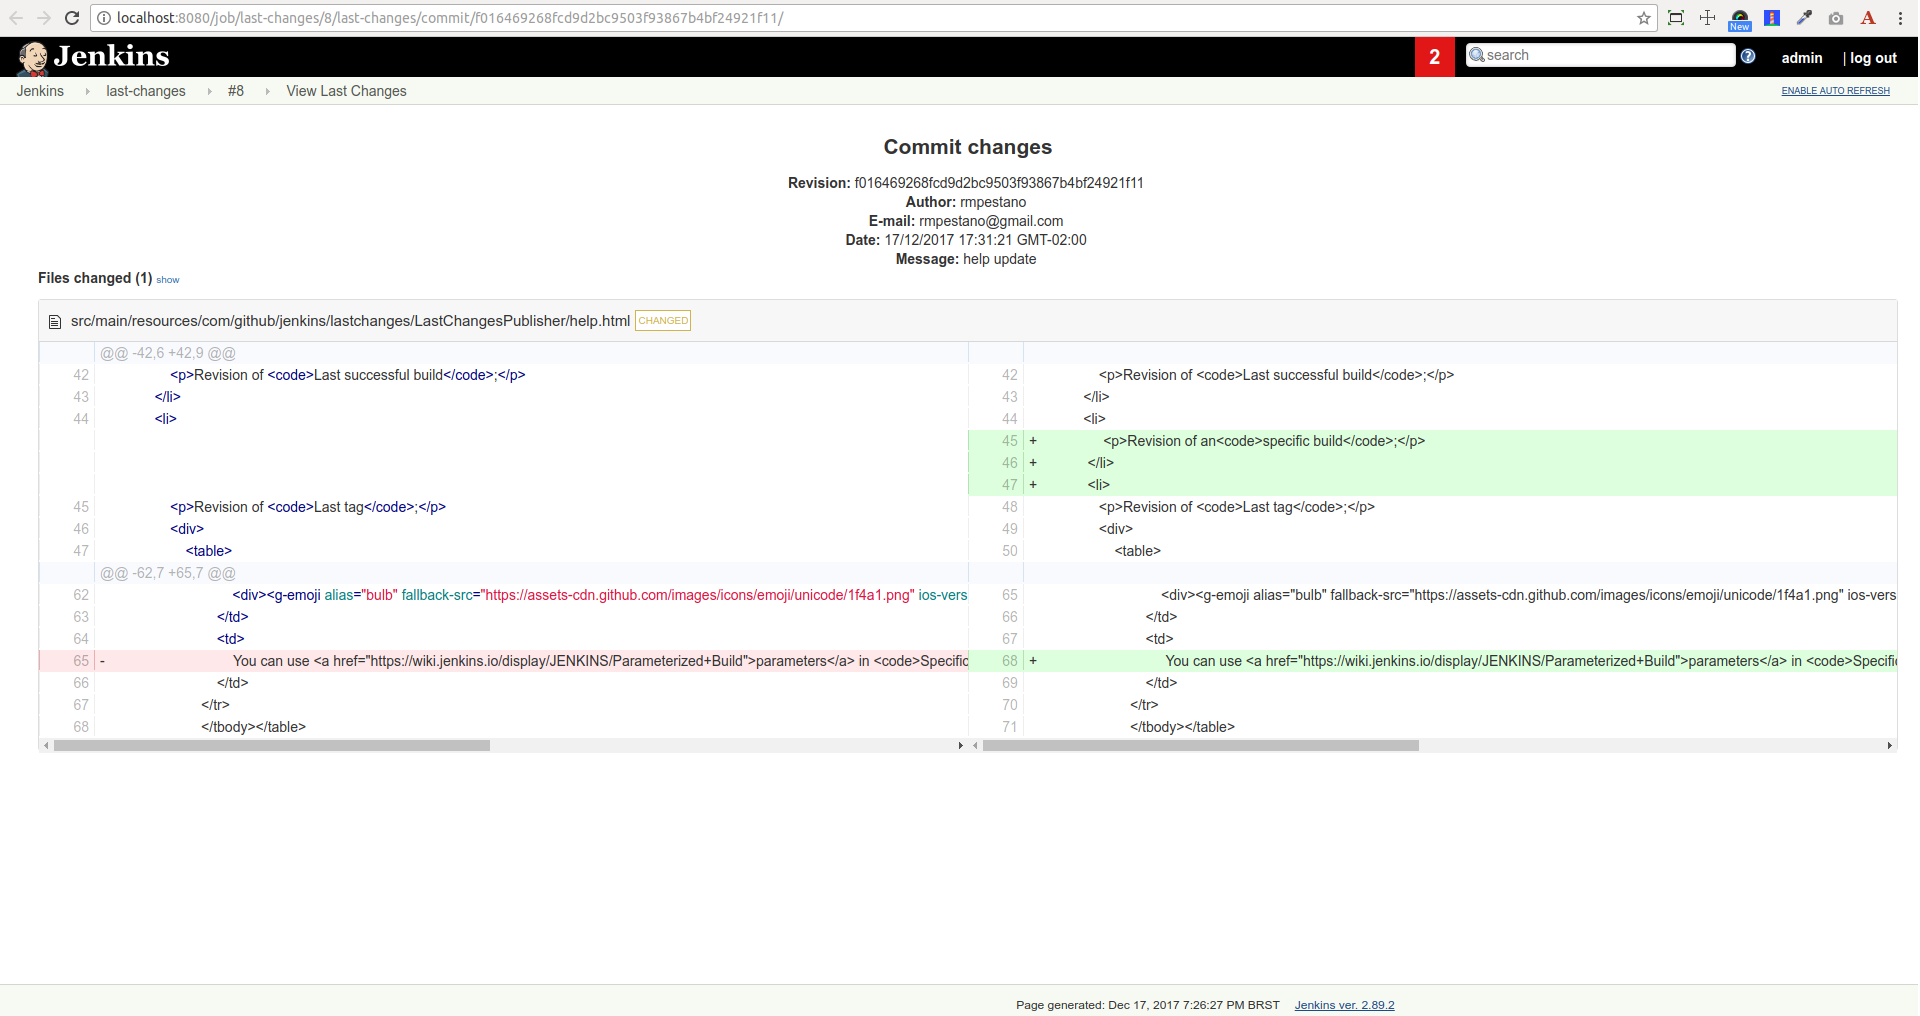 localhost:8080/job/last-changes/8/last-changes/commit/f016469268fcd9d2bc9503f93867b4bf24921f11/
New
A
Jenkins
2
search
?
admin
| log out
Jenkins
last-changes
#8
View Last Changes
ENABLE AUTO REFRESH
Commit changes
Revision: f016469268fcd9d2bc9503f93867b4bf24921f11
Author: rmpestano
E-mail: rmpestano@gmail.com
Date: 17/12/2017 17:31:21 GMT-02:00
Message: help update
Files changed (1) show
src/main/resources/com/github/jenkins/lastchanges/LastChangesPublisher/help.html CHANGED
@@ -42,6 +42,9 @@
42 <p>Revision of <code>Last successful build</code>;</p>
43 </li>
44 <li>
45 <p>Revision of <code>Last tag</code>;</p>
46 <div>
47 <table>
@@ -62,7 +65,7 @@
62 <div><g-emoji alias="bulb" fallback-src="https://assets-cdn.github.com/images/icons/emoji/unicode/1f4a1.png" ios-vers
63 </td>
64 <td>
65 - You can use <a href="https://wiki.jenkins.io/display/JENKINS/Parameterized+Build">parameters</a> in <code>Specific
66 </td>
67 </tr>
68 </tbody></table>
42 <p>Revision of <code>Last successful build</code>;</p>
43 </li>
44 <li>
45 + <p>Revision of an<code>specific build</code>;</p>
46 + </li>
47 + <li>
48 <p>Revision of <code>Last tag</code>;</p>
49 <div>
50 <table>
65 <div><g-emoji alias="bulb" fallback-src="https://assets-cdn.github.com/images/icons/emoji/unicode/1f4a1.png" ios-vers
66 </td>
67 <td>
68 + You can use <a href="https://wiki.jenkins.io/display/JENKINS/Parameterized+Build">parameters</a> in <code>Specifi
69 </td>
70 </tr>
71 </tbody></table>
Page generated: Dec 17, 2017 7:26:27 PM BRST
Jenkins ver. 2.89.2